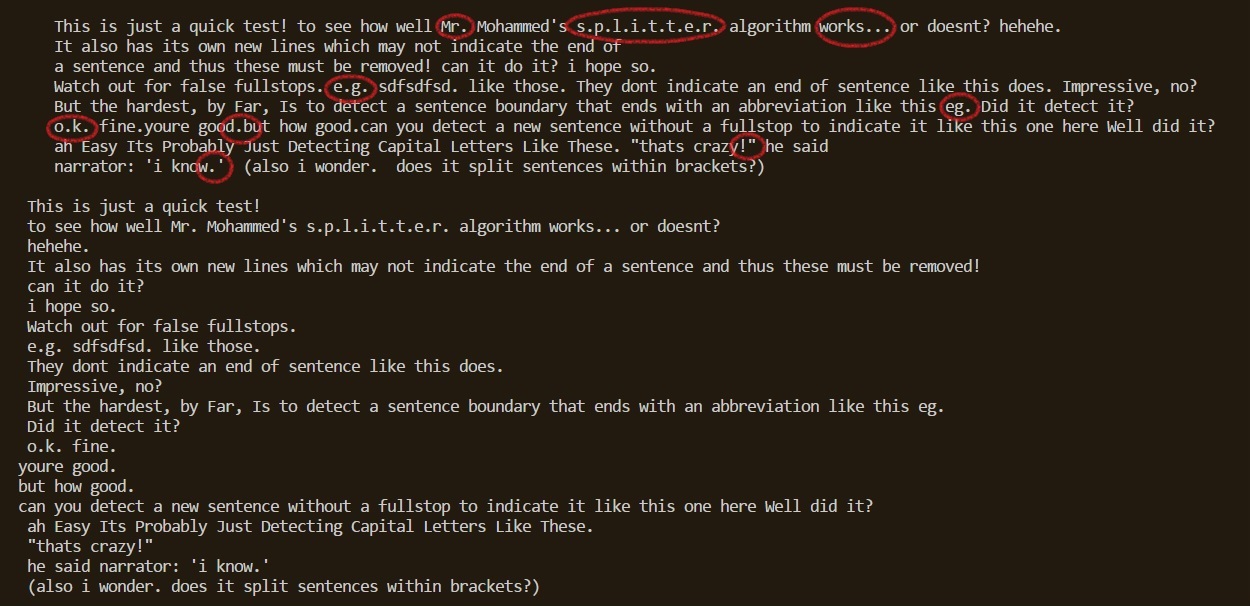 This is just a quick test! to see how well Mr. Mohammed's s.p.l.i.t.t.e.r. algorithm works... or doesnt? hehehe.
It also has its own new lines which may not indicate the end of
a sentence and thus these must be removed! can it do it? i hope so.
Watch out for false fullstops. e.g. sdfsdfsd. like those. They dont indicate an end of sentence like this does. Impressive, no?
But the hardest, by Far, Is to detect a sentence boundary that ends with an abbreviation like this eg. Did it detect it?
o.k. fine.youre good.but how good.can you detect a new sentence without a fullstop to indicate it like this one here Well did it?
ah Easy Its Probably Just Detecting Capital Letters Like These. "thats crazy!" he said
narrator: 'i know.' (also i wonder.  does it split sentences within brackets?)
This is just a quick test!
to see how well Mr. Mohammed's s.p.l.i.t.t.e.r. algorithm works... or doesnt?
hehehe.
It also has its own new lines which may not indicate the end of a sentence and thus these must be removed!
can it do it?
i hope so.
Watch out for false fullstops.
e.g. sdfsdfsd. like those.
They dont indicate an end of sentence like this does.
Impressive, no?
But the hardest, by Far, Is to detect a sentence boundary that ends with an abbreviation like this eg.
Did it detect it?
o.k. fine.
youre good.
but how good.
can you detect a new sentence without a fullstop to indicate it like this one here Well did it?
ah Easy Its Probably Just Detecting Capital Letters Like These.
"thats crazy!"
he said narrator: 'i know.'
(also i wonder. does it split sentences within brackets?)